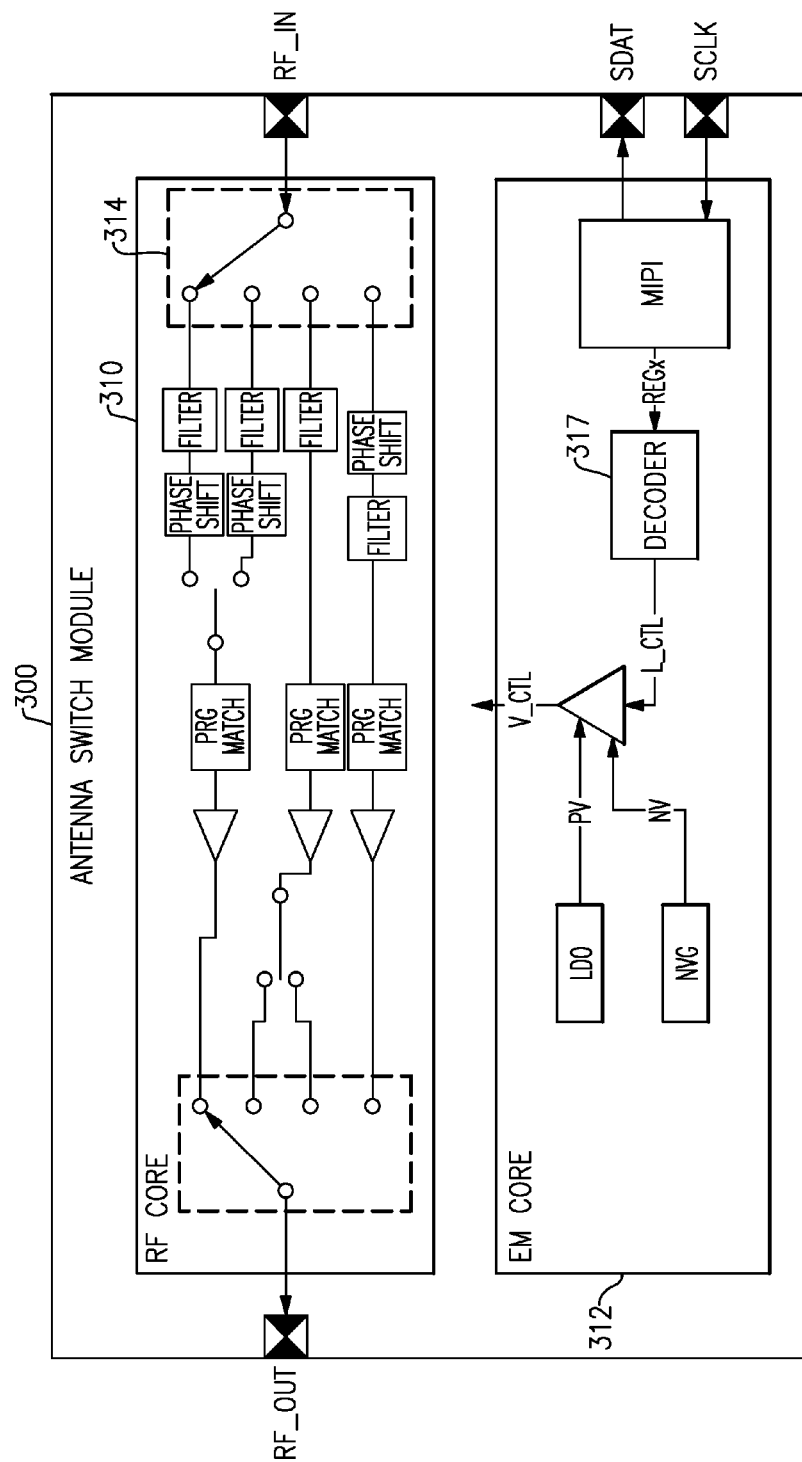 300
ANTENNA SWITCH MODULE
310
RF CORE
314
RF_OUT
RF_IN
PRG
MATCH
PHASE
SHIFT
FILTER
PHASE
SHIFT
FILTER
PRG
MATCH
FILTER
PRG
MATCH
FILTER
PHASE
SHIFT
312
EM CORE
LDO
PV
NVG
NV
V_CTL
L_CTL
317
DECODER
REGx
MIPI
SDAT
SCLK